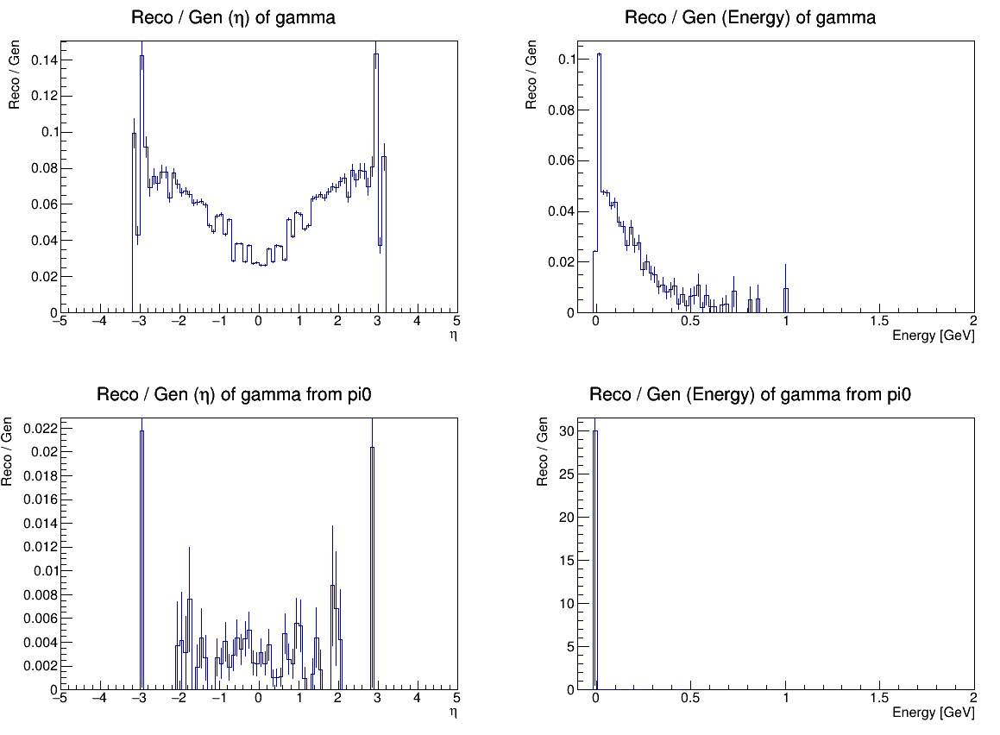 Reco / Gen (η) of gamma
Reco / Gen
0.14
0.12
0.1
0.08
0.06
0.04
0.02
0
−5 −4 −3 −2 −1 0 1 2 3 4 5
η
Reco / Gen (Energy) of gamma
Reco / Gen
0.1
0.08
0.06
0.04
0.02
0
0 0.5 1 1.5 2
Energy [GeV]
Reco / Gen (η) of gamma from pi0
Reco / Gen
0.022
0.02
0.018
0.016
0.014
0.012
0.01
0.008
0.006
0.004
0.002
0
−5 −4 −3 −2 −1 0 1 2 3 4 5
η
Reco / Gen (Energy) of gamma from pi0
Reco / Gen
30
25
20
15
10
5
0
0 0.5 1 1.5 2
Energy [GeV]